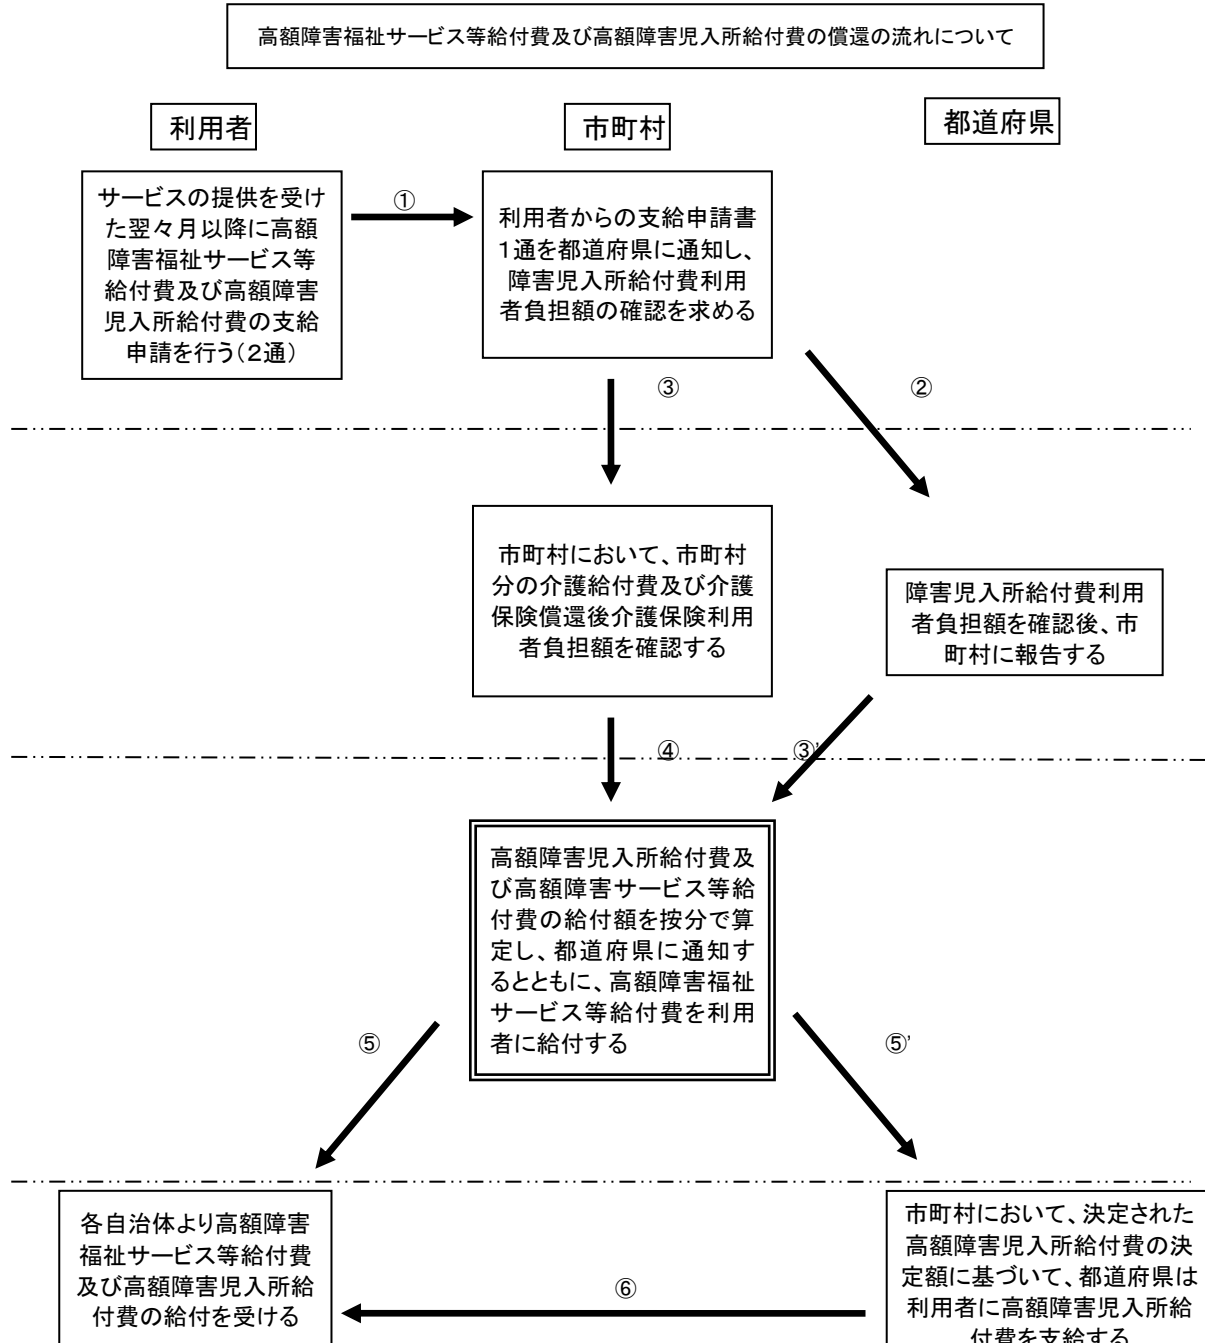 高額障害福祉サービス等給付費及び高額障害児入所給付費の償還の流れについて
利用者
市町村
都道府県
サービスの提供を受け
た翌々月以降に高額
障害福祉サービス等
給付費及び高額障害
児入所給付費の支給
申請を行う(2通)
①
利用者からの支給申請書
1通を都道府県に通知し、
障害児入所給付費利用
者負担額の確認を求める
③
②
市町村において、市町村
分の介護給付費及び介護
保険償還後介護保険利用
者負担額を確認する
障害児入所給付費利用
者負担額を確認後、市
町村に報告する
④
③'
高額障害児入所給付費及
び高額障害サービス等給
付費の給付額を按分で算
定し、都道府県に通知す
るとともに、高額障害福祉
サービス等給付費を利用
者に給付する
⑤
⑤'
各自治体より高額障害
福祉サービス等給付費
及び高額障害児入所給
付費の給付を受ける
⑥
市町村において、決定された
高額障害児入所給付費の決
定額に基づいて、都道府県は
利用者に高額障害児入所給
付費を支給する